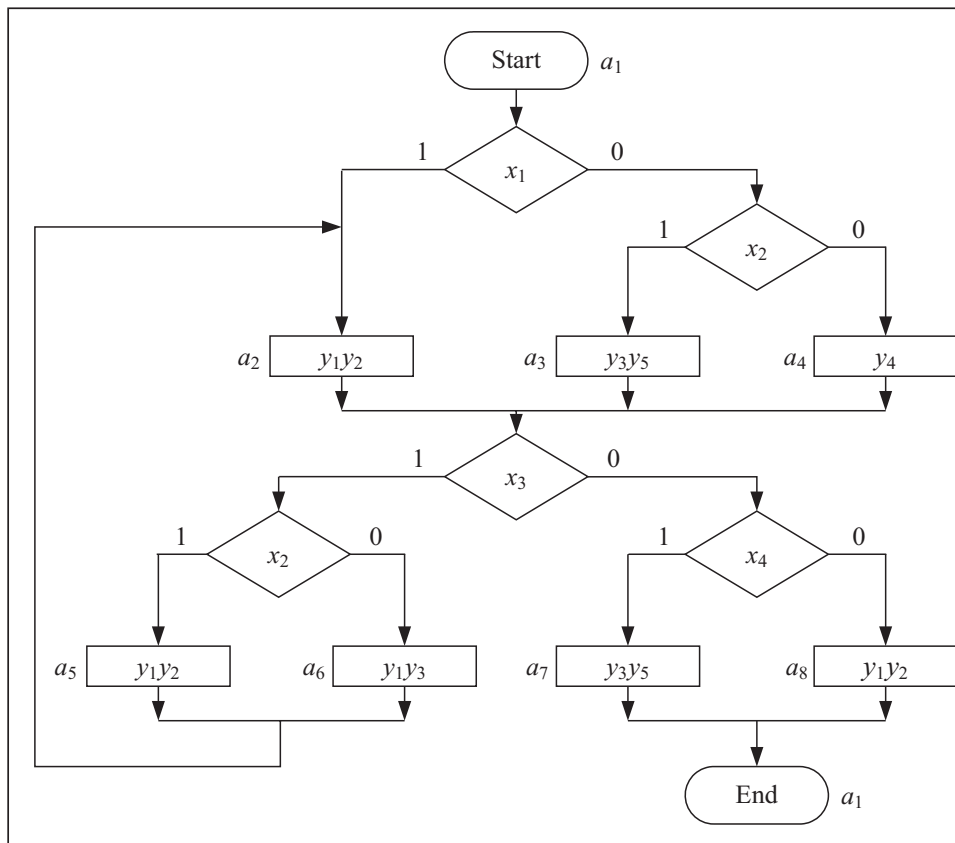 Start a₁
1 x₁ 0
1 x₂ 0
a₂ y₁y₂ a₃ y₃y₅ a₄ y₄
1 x₃ 0
1 x₂ 0 1 x₄ 0
a₅ y₁y₂ a₆ y₁y₃ a₇ y₃y₅ a₈ y₁y₂
End a₁